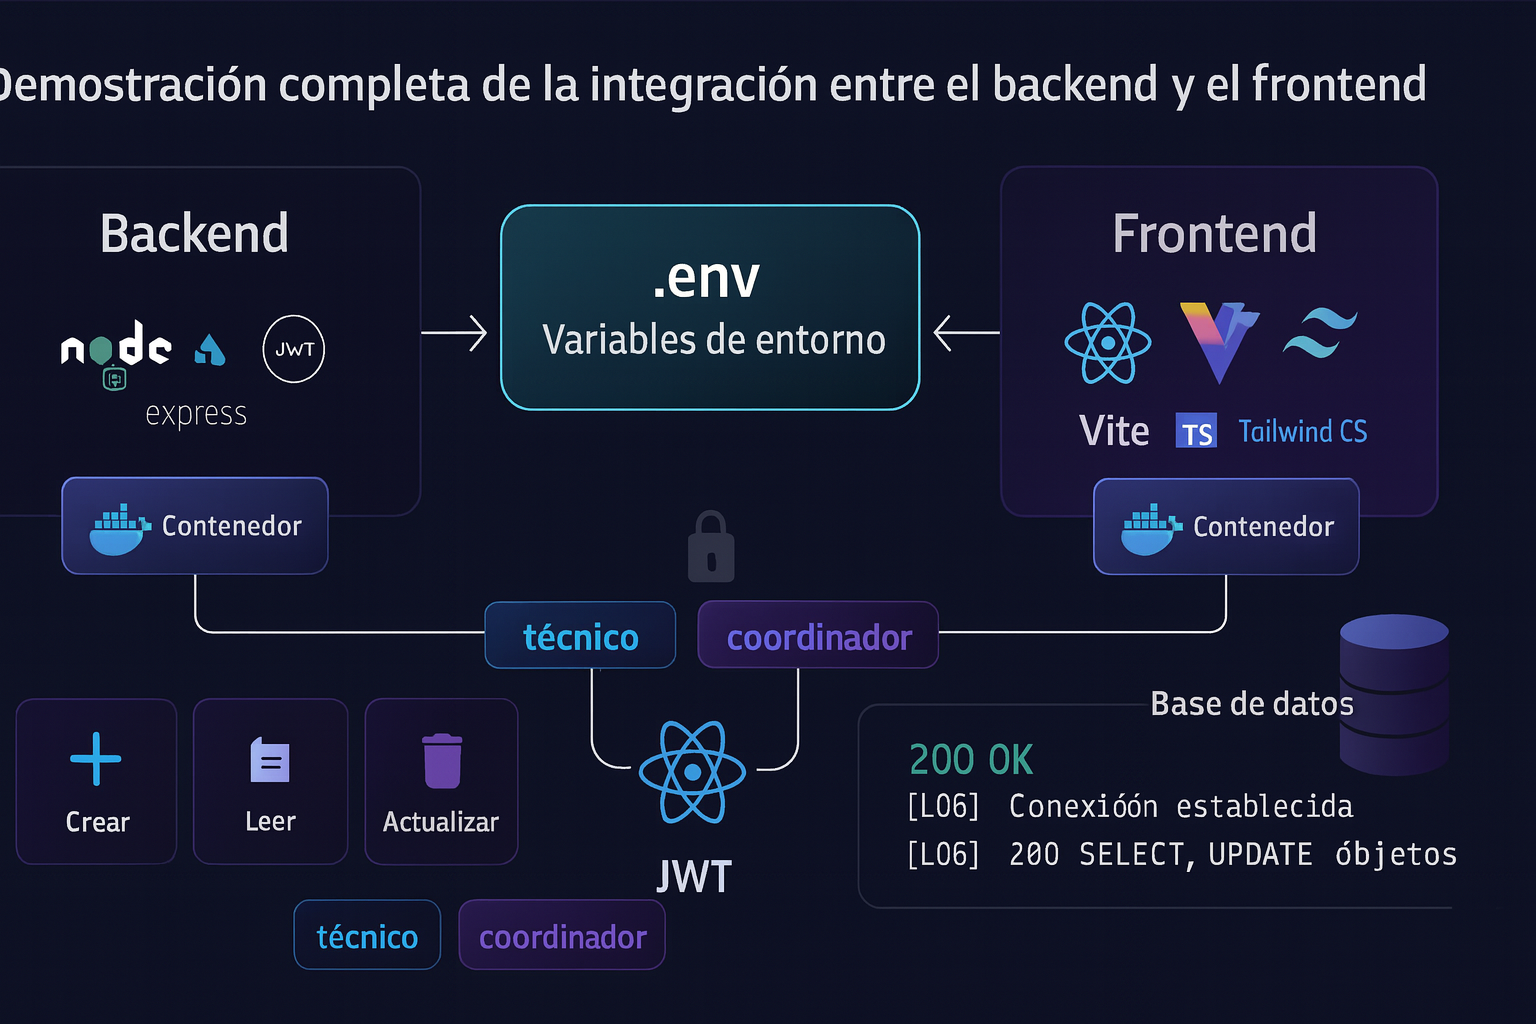 Demostración completa de la integración entre el backend y el frontend
Backend
node
JWT
express
Contenedor
.env
Variables de entorno
Frontend
Vite
TS
Tailwind CS
Contenedor
técnico
coordinador
Crear
Leer
Actualizar
JWT
técnico
coordinador
Base de datos
200 OK
[LO6] Conexióón establecida
[LO6] 200 SELECT, UPDATE óbjetos